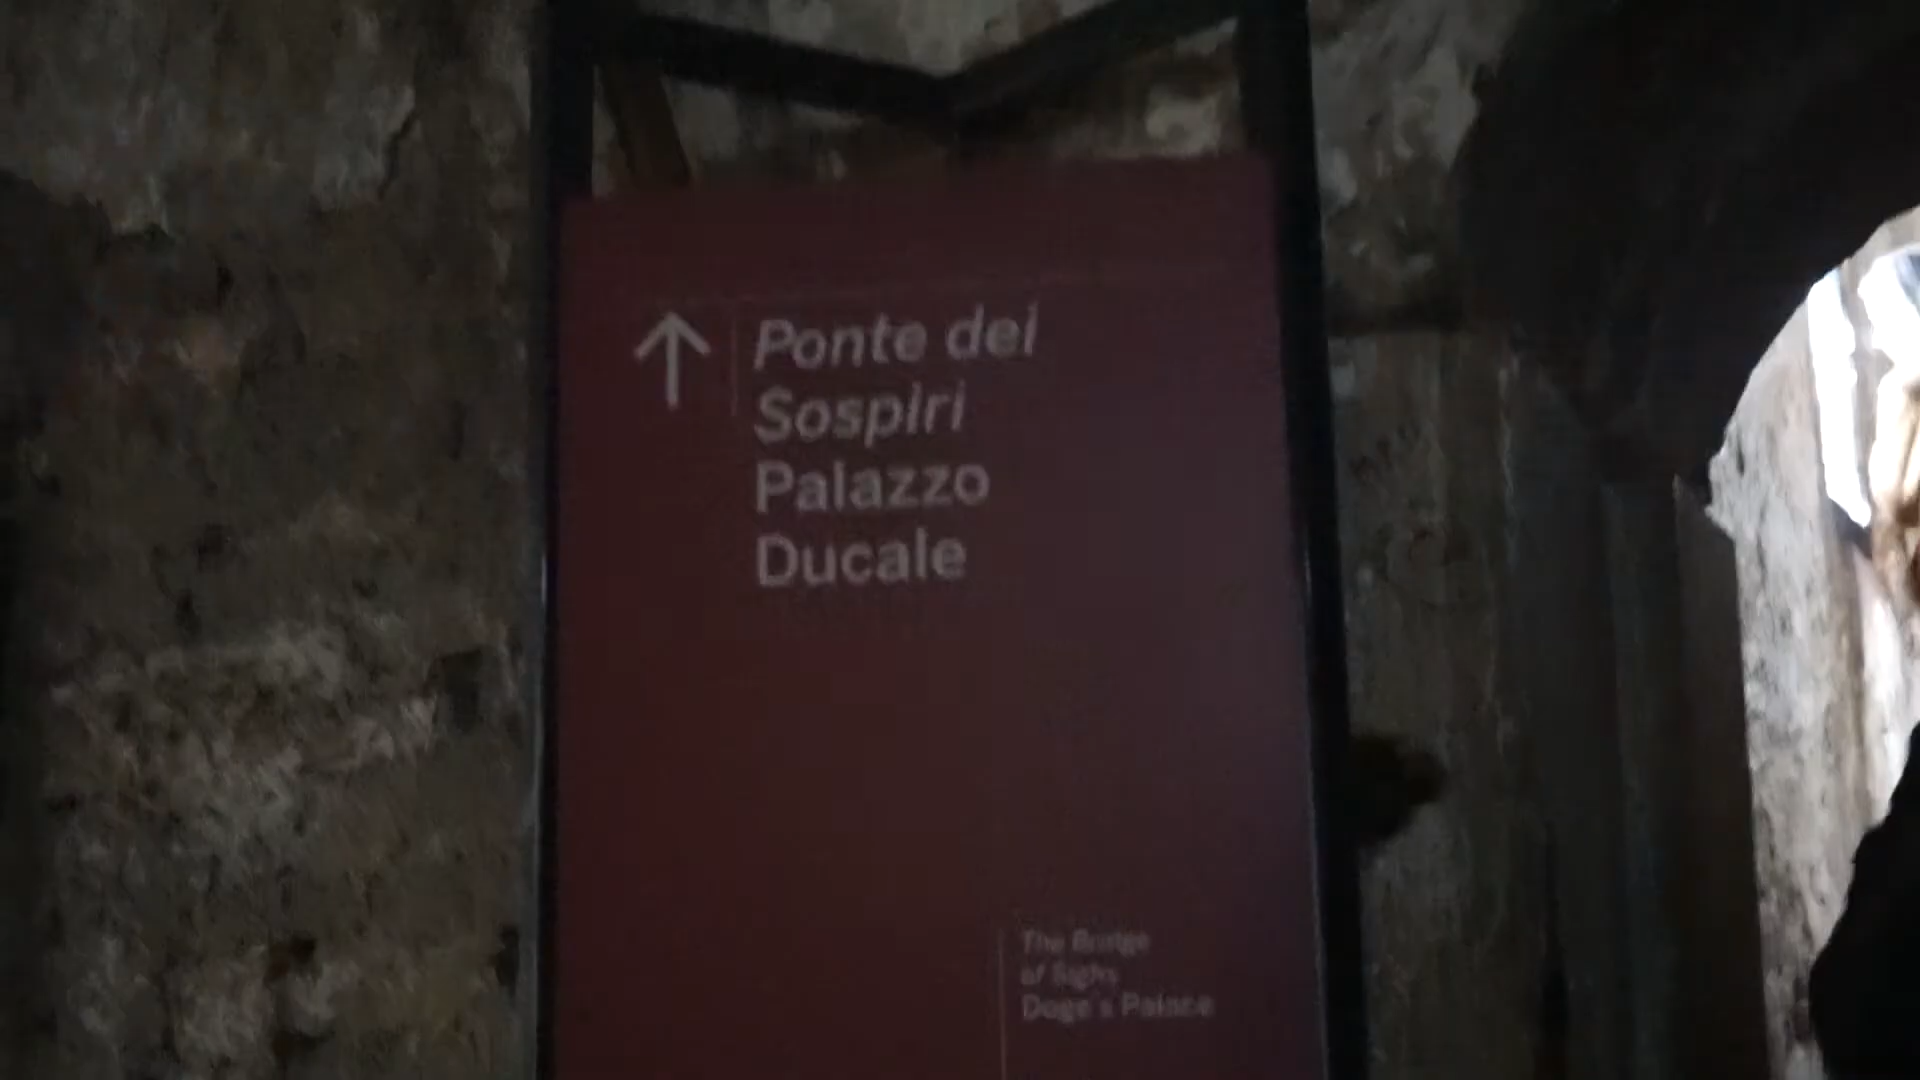 Ponte dei
Sospiri
Palazzo
Ducale
The Bridge
of Sighs
Doge's Palace